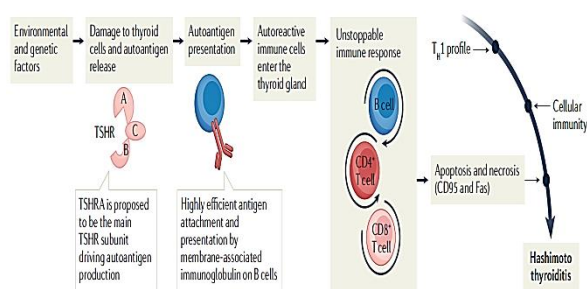 Environmental
and genetic
factors
Damage to thyroid
cells and autoantigen
release
Autoantigen
presentation
Autoreactive
immune cells
enter the
thyroid gland
Unstoppable
immune response
A
TSHR
C
B
TSHRA is proposed
to be the main
TSHR subunit
driving autoantigen
production
Highly efficient antigen
attachment and
presentation by
membrane-associated
immunoglobulin on B cells
B cell
CD4⁺
T cell
CD8⁺
T cell
Apoptosis and necrosis
(CD95 and Fas)
T_H1 profile
Cellular
immunity
Hashimoto
thyroiditis